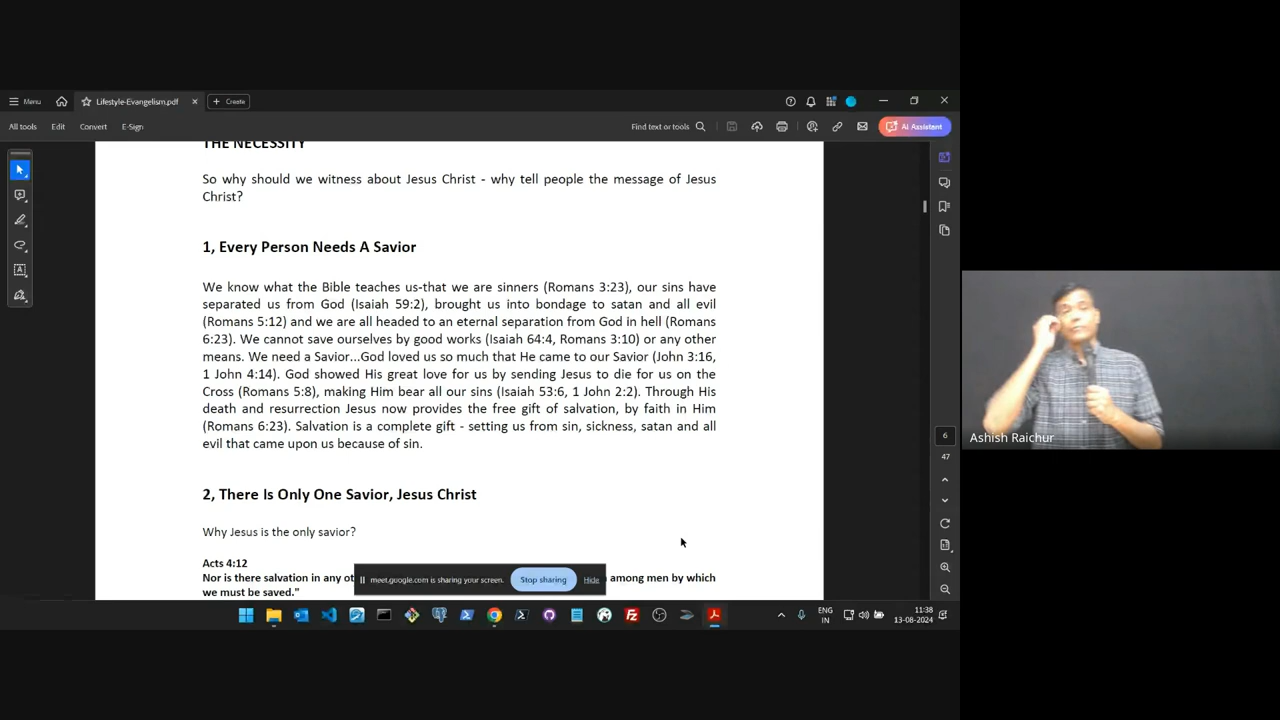 Menu
Lifestyle-Evangelism.pdf
Create
All tools
Edit
Convert
E-Sign
Find text or tools
AI Assistant
THE NECESSITY
So why should we witness about Jesus Christ - why tell people the message of Jesus
Christ?
1, Every Person Needs A Savior
We know what the Bible teaches us-that we are sinners (Romans 3:23), our sins have
separated us from God (Isaiah 59:2), brought us into bondage to satan and all evil
(Romans 5:12) and we are all headed to an eternal separation from God in hell (Romans
6:23). We cannot save ourselves by good works (Isaiah 64:4, Romans 3:10) or any other
means. We need a Savior...God loved us so much that He came to our Savior (John 3:16,
1 John 4:14). God showed His great love for us by sending Jesus to die for us on the
Cross (Romans 5:8), making Him bear all our sins (Isaiah 53:6, 1 John 2:2). Through His
death and resurrection Jesus now provides the free gift of salvation, by faith in Him
(Romans 6:23). Salvation is a complete gift - setting us from sin, sickness, satan and all
evil that came upon us because of sin.
2, There Is Only One Savior, Jesus Christ
Why Jesus is the only savior?
Acts 4:12
Nor is there salvation in any ot
among men by which
we must be saved."
meet.google.com is sharing your screen.
Stop sharing
Hide
6
47
Ashish Raichur
ENG
IN
11:38
13-08-2024